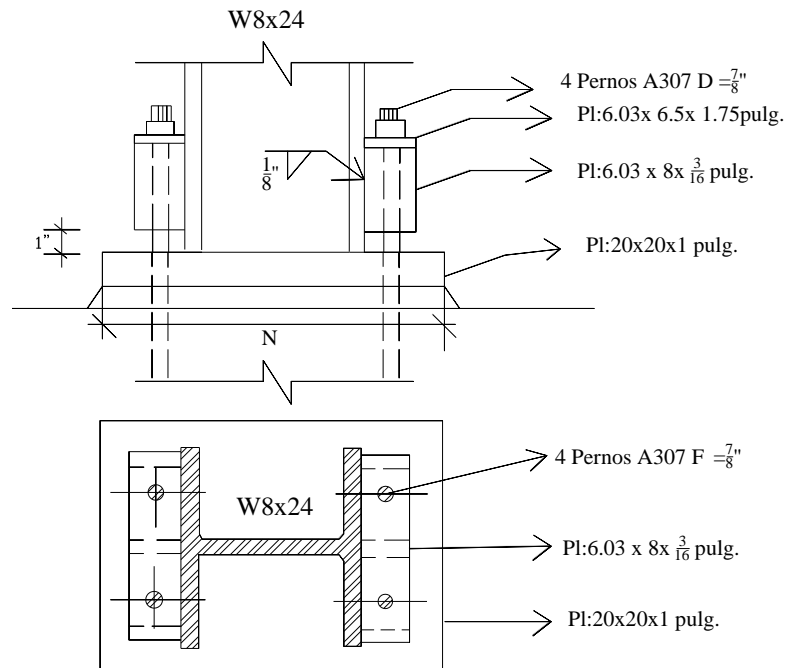 W8x24
4 Pernos A307 D =7/8"
Pl:6.03x 6.5x 1.75pulg.
1/8"
Pl:6.03 x 8x 3/16 pulg.
1"
Pl:20x20x1 pulg.
N
4 Pernos A307 F =7/8"
W8x24
Pl:6.03 x 8x 3/16 pulg.
Pl:20x20x1 pulg.